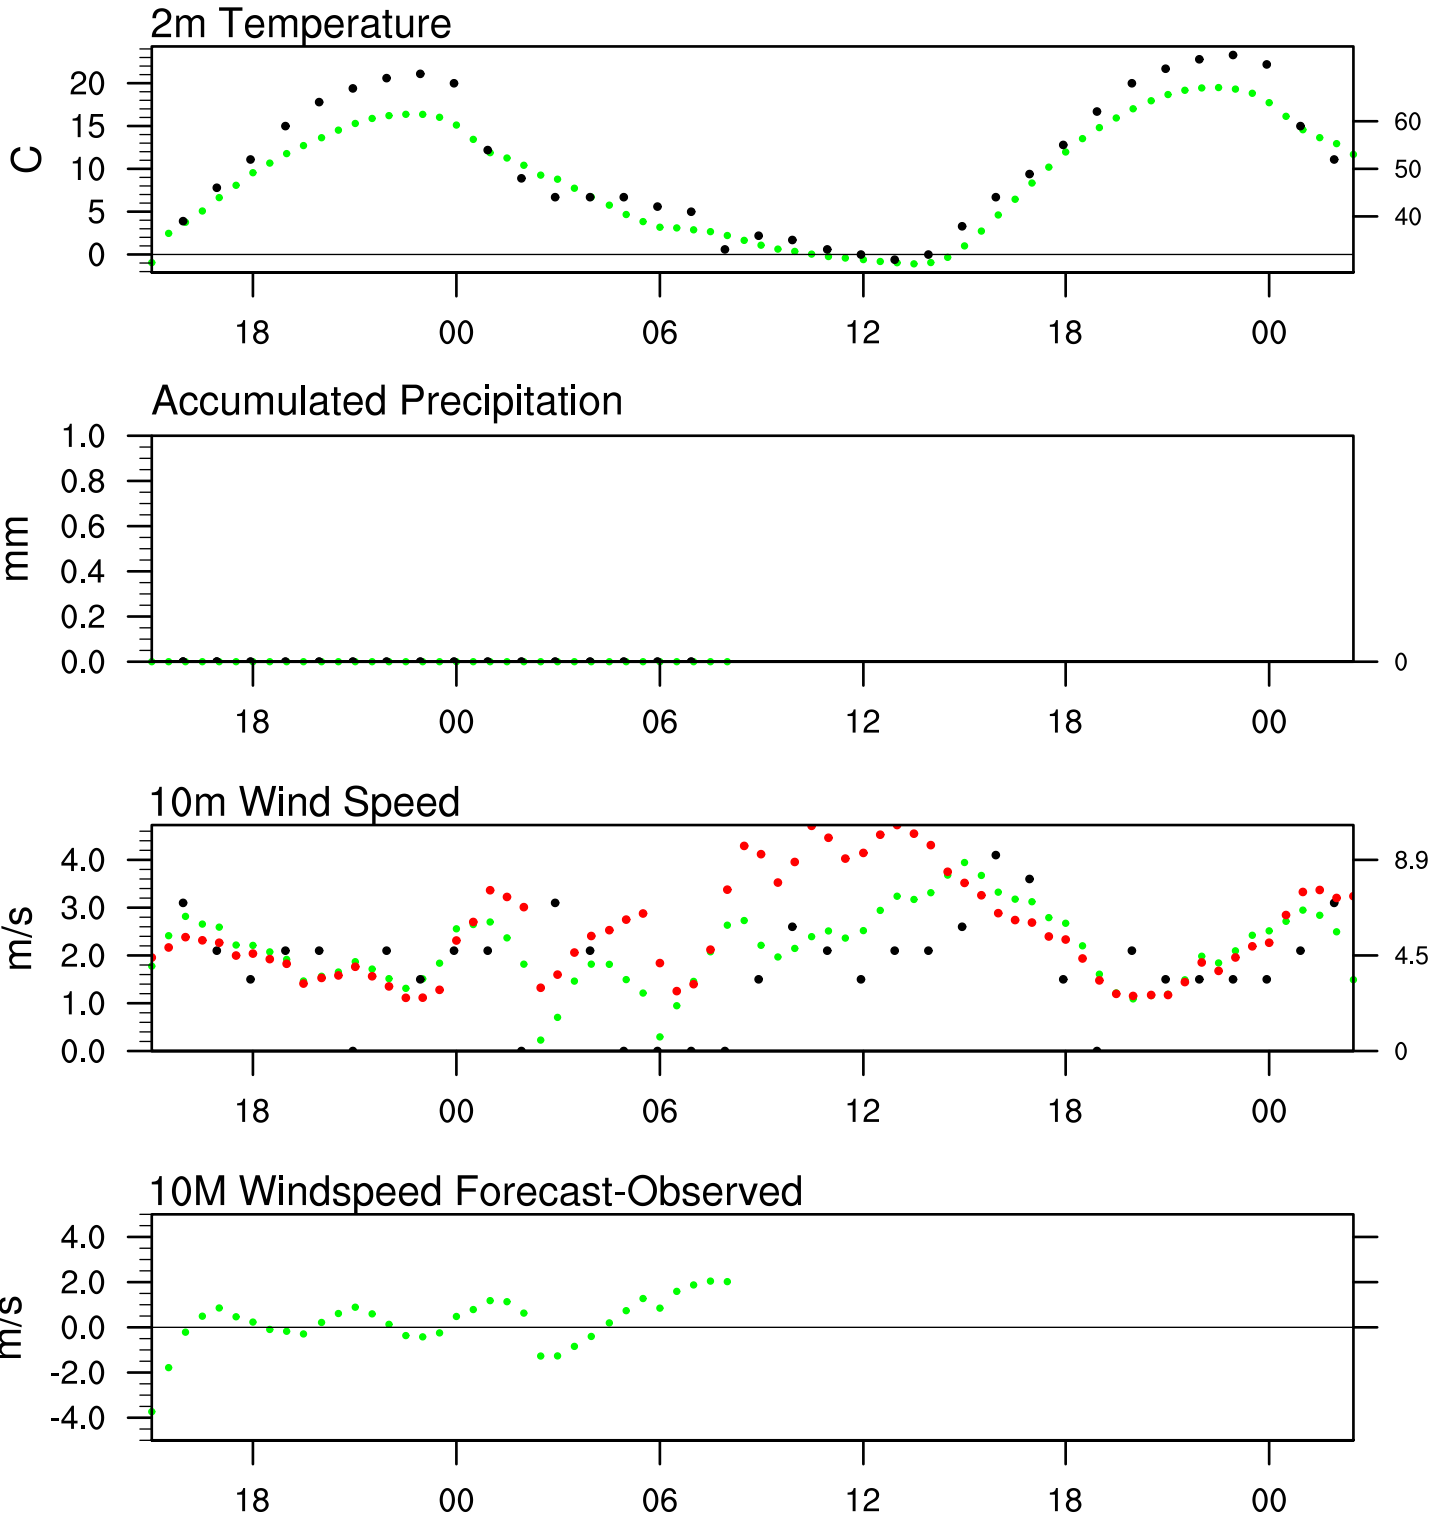 2m Temperature
20
15
10
5
0
C
60
50
40
18 00 06 12 18 00
Accumulated Precipitation
1.0
0.8
0.6
0.4
0.2
0.0
mm
0
18 00 06 12 18 00
10m Wind Speed
4.0
3.0
2.0
1.0
0.0
m/s
8.9
4.5
0
18 00 06 12 18 00
10M Windspeed Forecast-Observed
4.0
2.0
0.0
-2.0
-4.0
m/s
18 00 06 12 18 00